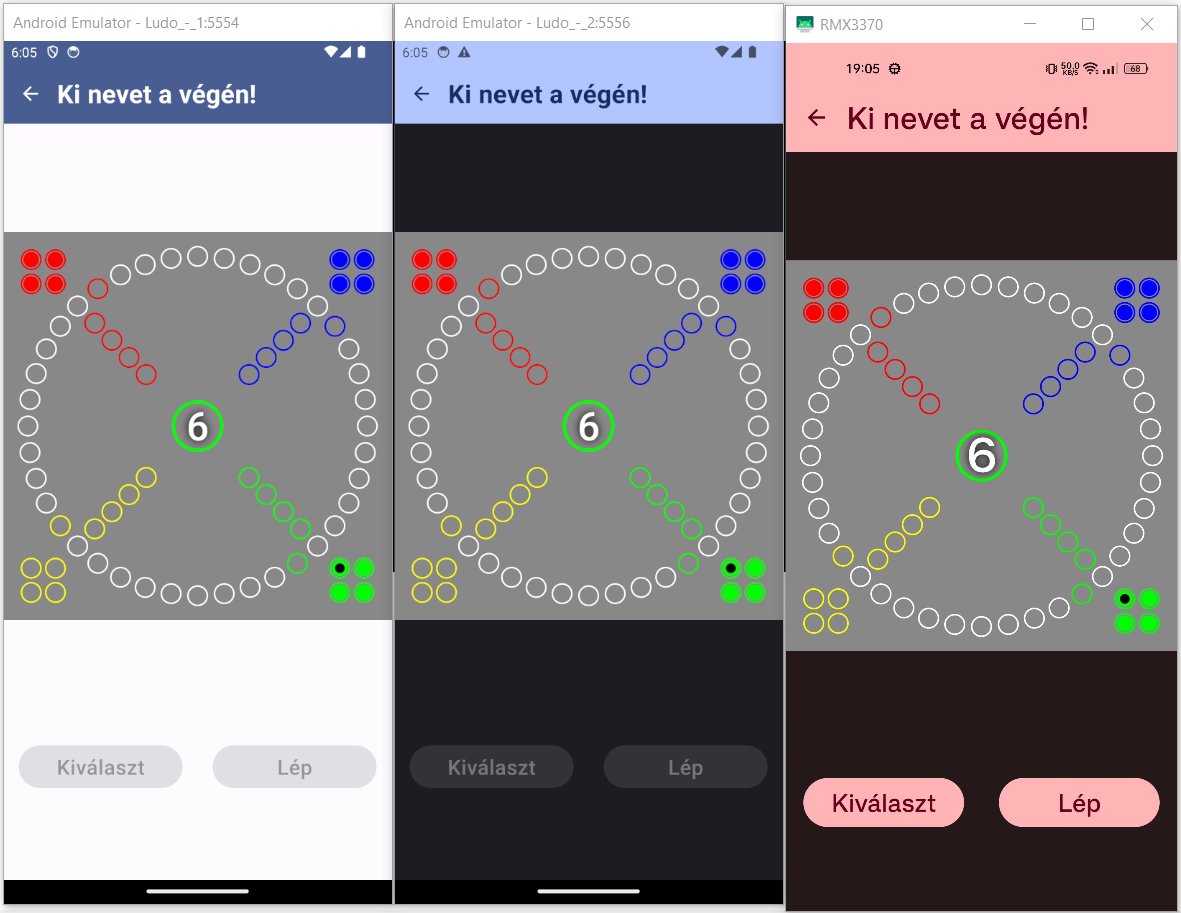 Android Emulator - Ludo_-_1:5554
6:05
Ki nevet a végén!
6
Kiválaszt
Lép
Android Emulator - Ludo_-_2:5556
6:05
Ki nevet a végén!
6
Kiválaszt
Lép
RMX3370
19:05
50.0
KB/S
68
Ki nevet a végén!
6
Kiválaszt
Lép